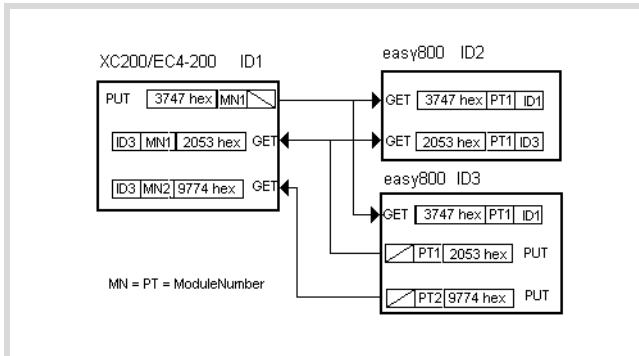 XC200/EC4-200 ID1
PUT 3747 hex MN1
ID3 MN1 2053 hex GET
ID3 MN2 9774 hex GET
MN = PT = ModuleNumber
easy800 ID2
GET 3747 hex PT1 ID1
GET 2053 hex PT1 ID3
easy800 ID3
GET 3747 hex PT1 ID1
PT1 2053 hex PUT
PT2 9774 hex PUT